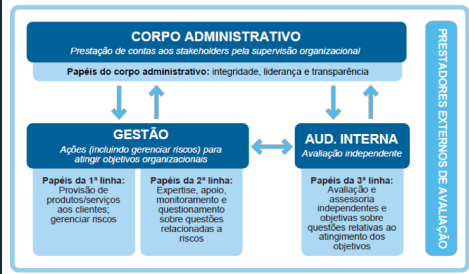 CORPO ADMINISTRATIVO
Prestação de contas aos stakeholders pela supervisão organizacional
Papéis do corpo administrativo: integridade, liderança e transparência
GESTÃO
Ações (incluindo gerenciar riscos) para
atingir objetivos organizacionais
AUD. INTERNA
Avaliação independente
Papéis da 1ª linha:
Provisão de
produtos/serviços
aos clientes;
gerenciar riscos
Papéis da 2ª linha:
Expertise, apoio,
monitoramento e
questionamento
sobre questões
relacionadas a
riscos
Papéis da 3ª linha:
Avaliação e
assessoria
independentes e
objetivas sobre
questões relativas ao
atingimento dos
objetivos
PRESTADORES EXTERNOS DE AVALIAÇÃO